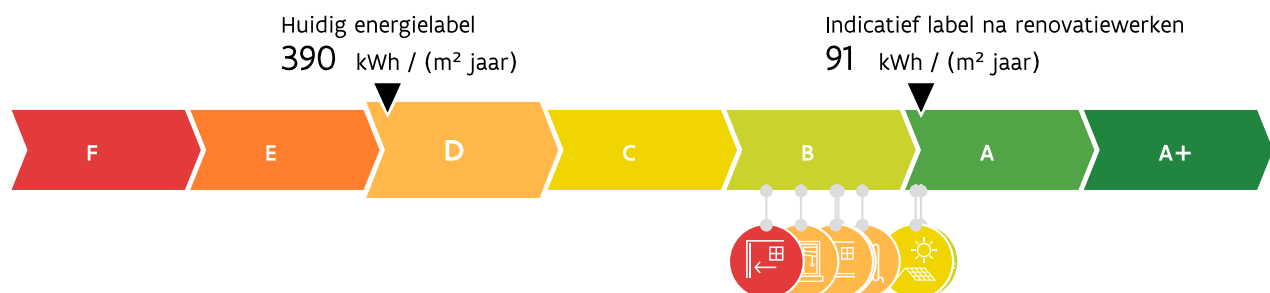 Huidig energielabel
390 kWh / (m² jaar)
Indicatief label na renovatiewerken
91 kWh / (m² jaar)
F E D C B A A+